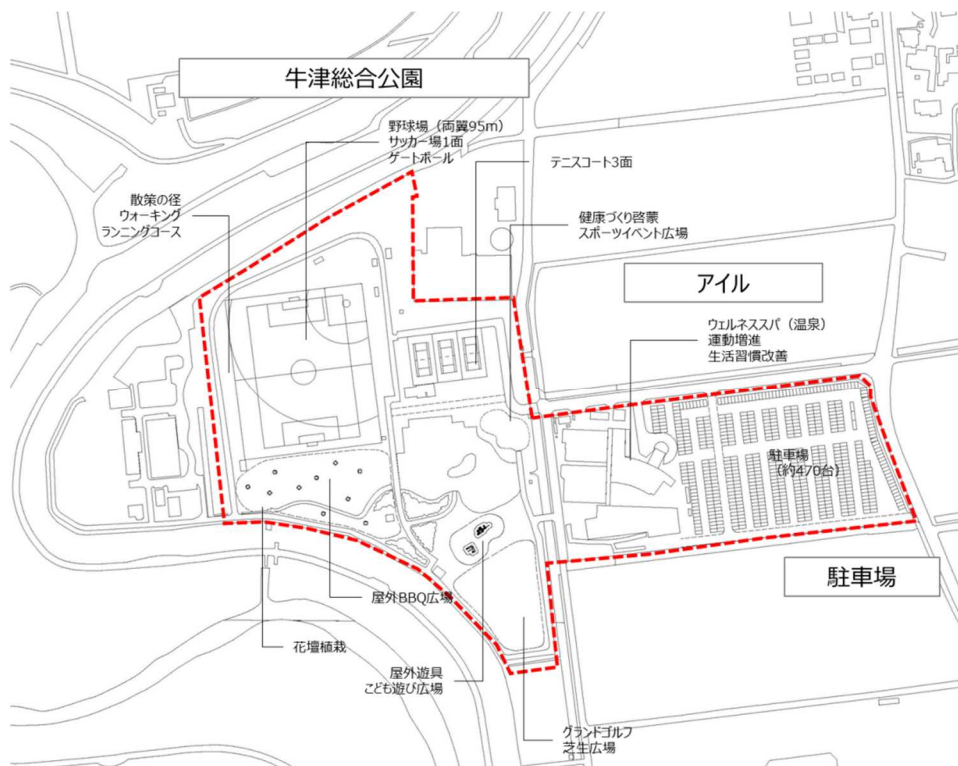 牛津総合公園
野球場（両翼95m）
サッカー場1面
ゲートボール
テニスコート3面
散策の径
ウォーキング
ランニングコース
健康づくり啓蒙
スポーツイベント広場
アイル
ウェルネススパ（温泉）
運動増進
生活習慣改善
駐車場
（約470台）
駐車場
屋外BBQ広場
花壇植栽
屋外遊具
こども遊び広場
グランドゴルフ
芝生広場